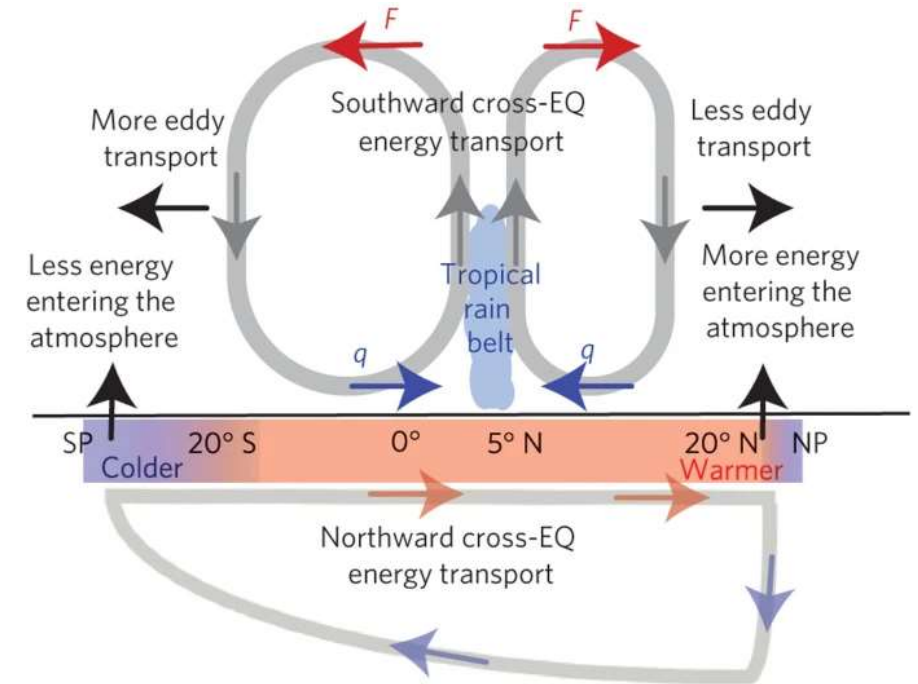 F
F
Southward cross-EQ
energy transport
More eddy
transport
Less eddy
transport
Less energy
entering the
atmosphere
Tropical
rain
belt
More energy
entering the
atmosphere
q
q
SP 20° S 0° 5° N 20° N NP
Colder Warmer
Northward cross-EQ
energy transport